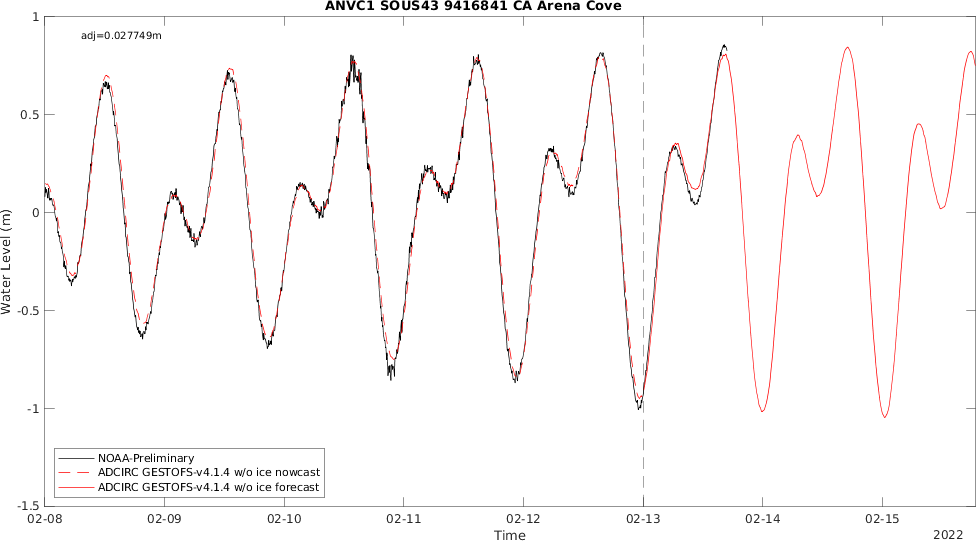 ANVC1 SOUS43 9416841 CA Arena Cove
adj=0.027749m
1
0.5
0
-0.5
-1
-1.5
Water Level (m)
NOAA-Preliminary
ADCIRC GESTOFS-v4.1.4 w/o ice nowcast
ADCIRC GESTOFS-v4.1.4 w/o ice forecast
02-08 02-09 02-10 02-11 02-12 02-13 02-14 02-15
Time
2022